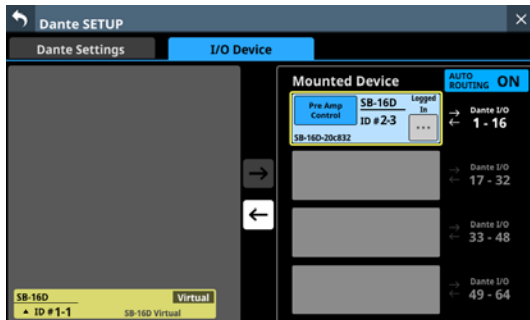 Dante SETUP
×
Dante Settings
I/O Device
Mounted Device
AUTO
ROUTING ON
Pre Amp
Control
SB-16D
ID # 2-3
Logged
In
...
SB-16D-20c832
Dante I/O
1 - 16
Dante I/O
17 - 32
Dante I/O
33 - 48
Dante I/O
49 - 64
SB-16D
Virtual
ID # 1-1
SB-16D Virtual